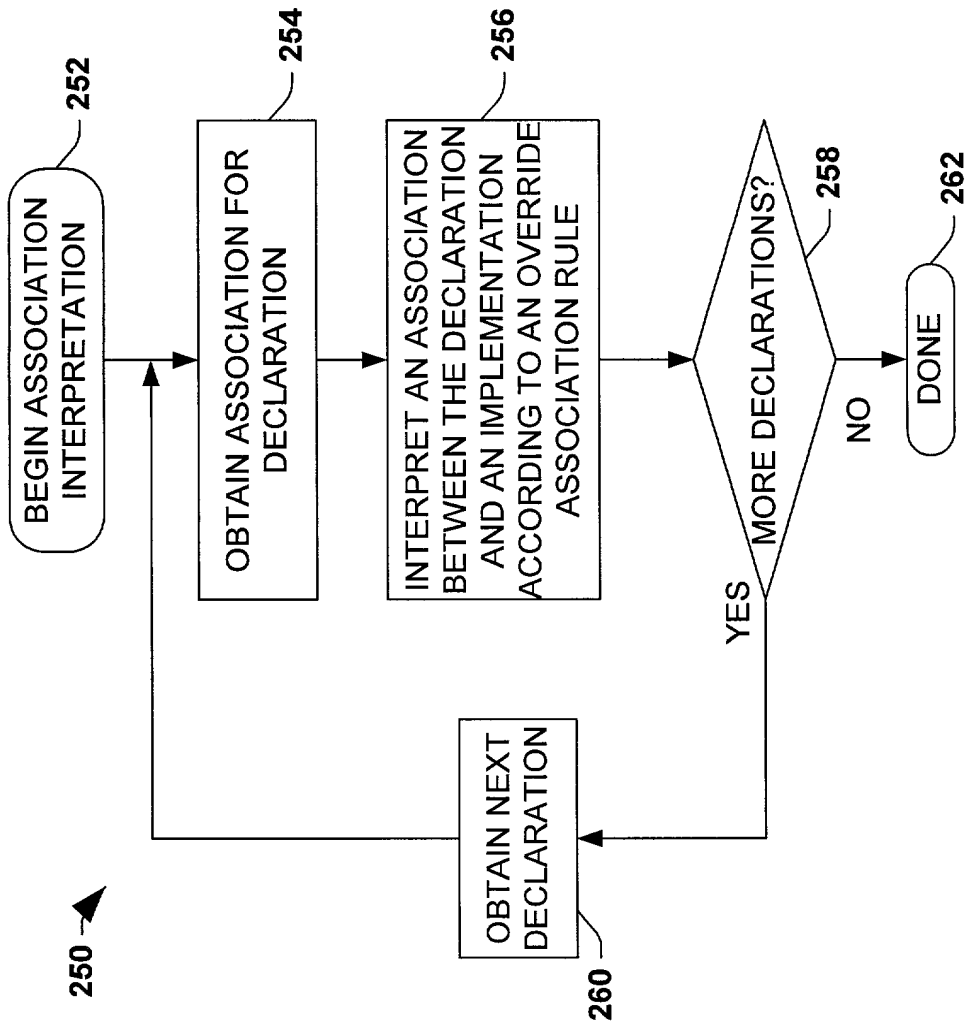 250
BEGIN ASSOCIATION
INTERPRETATION
252
OBTAIN ASSOCIATION FOR
DECLARATION
254
INTERPRET AN ASSOCIATION
BETWEEN THE DECLARATION
AND AN IMPLEMENTATION
ACCORDING TO AN OVERRIDE
ASSOCIATION RULE
256
MORE DECLARATIONS?
258
YES
OBTAIN NEXT
DECLARATION
260
NO
DONE
262